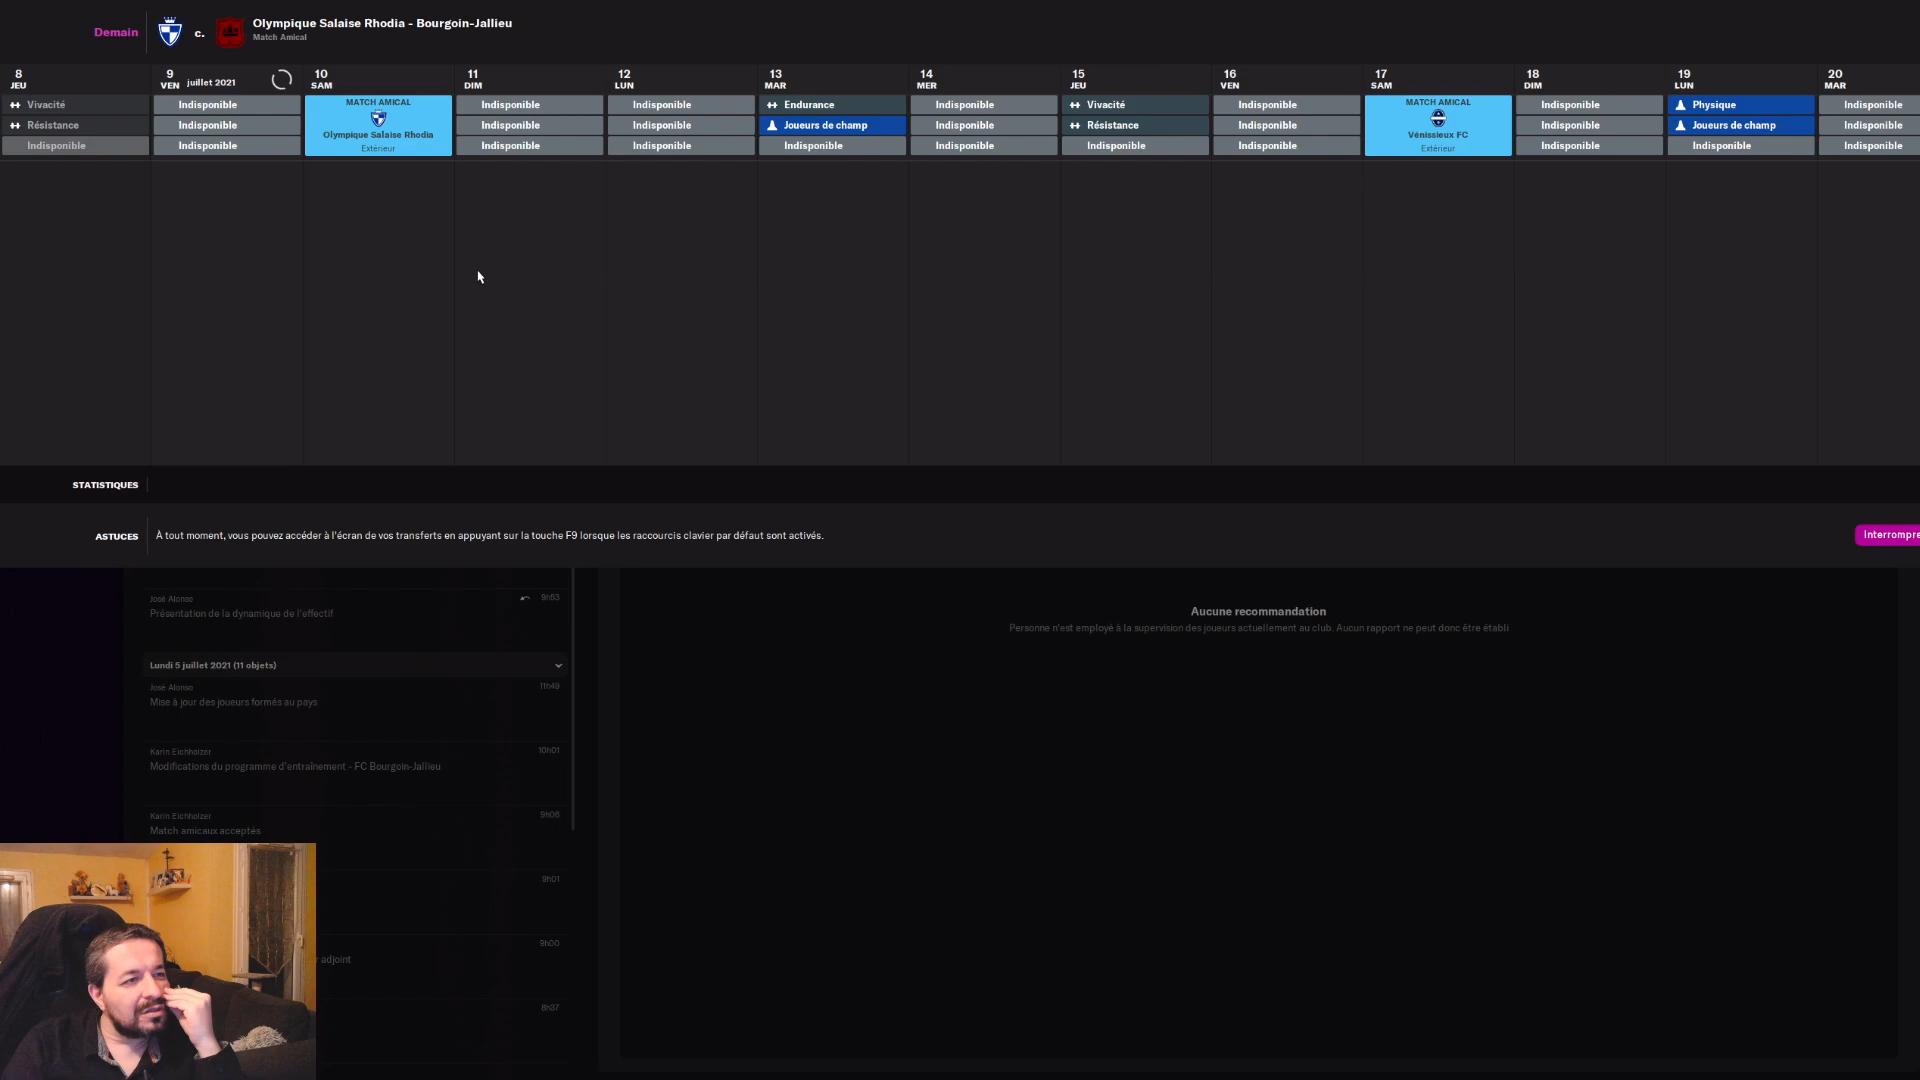 Demain
c.
Olympique Salaise Rhodia - Bourgoin-Jallieu
Match Amical
8
JEU
9
VEN juillet 2021
10
SAM
11
DIM
12
LUN
13
MAR
14
MER
15
JEU
16
VEN
17
SAM
18
DIM
19
LUN
20
MAR
Vivacité
Résistance
Indisponible
Indisponible
Indisponible
Indisponible
MATCH AMICAL
Olympique Salaise Rhodia
Extérieur
Indisponible
Indisponible
Indisponible
Indisponible
Indisponible
Indisponible
Endurance
Joueurs de champ
Indisponible
Indisponible
Indisponible
Indisponible
Vivacité
Résistance
Indisponible
Indisponible
Indisponible
Indisponible
MATCH AMICAL
Vénissieux FC
Extérieur
Indisponible
Indisponible
Indisponible
Physique
Joueurs de champ
Indisponible
Indisponible
Indisponible
Indisponible
STATISTIQUES
ASTUCES
À tout moment, vous pouvez accéder à l'écran de vos transferts en appuyant sur la touche F9 lorsque les raccourcis clavier par défaut sont activés.
Interrompre
José Alonso 9h53
Présentation de la dynamique de l'effectif
Lundi 5 juillet 2021 (11 objets)
José Alonso 11h49
Mise à jour des joueurs formés au pays
Karin Eichholzer 10h01
Modifications du programme d'entraînement - FC Bourgoin-Jallieu
Karin Eichholzer 9h06
Match amicaux acceptés
9h01
9h00
adjoint
8h37
Aucune recommandation
Personne n'est employé à la supervision des joueurs actuellement au club. Aucun rapport ne peut donc être établi